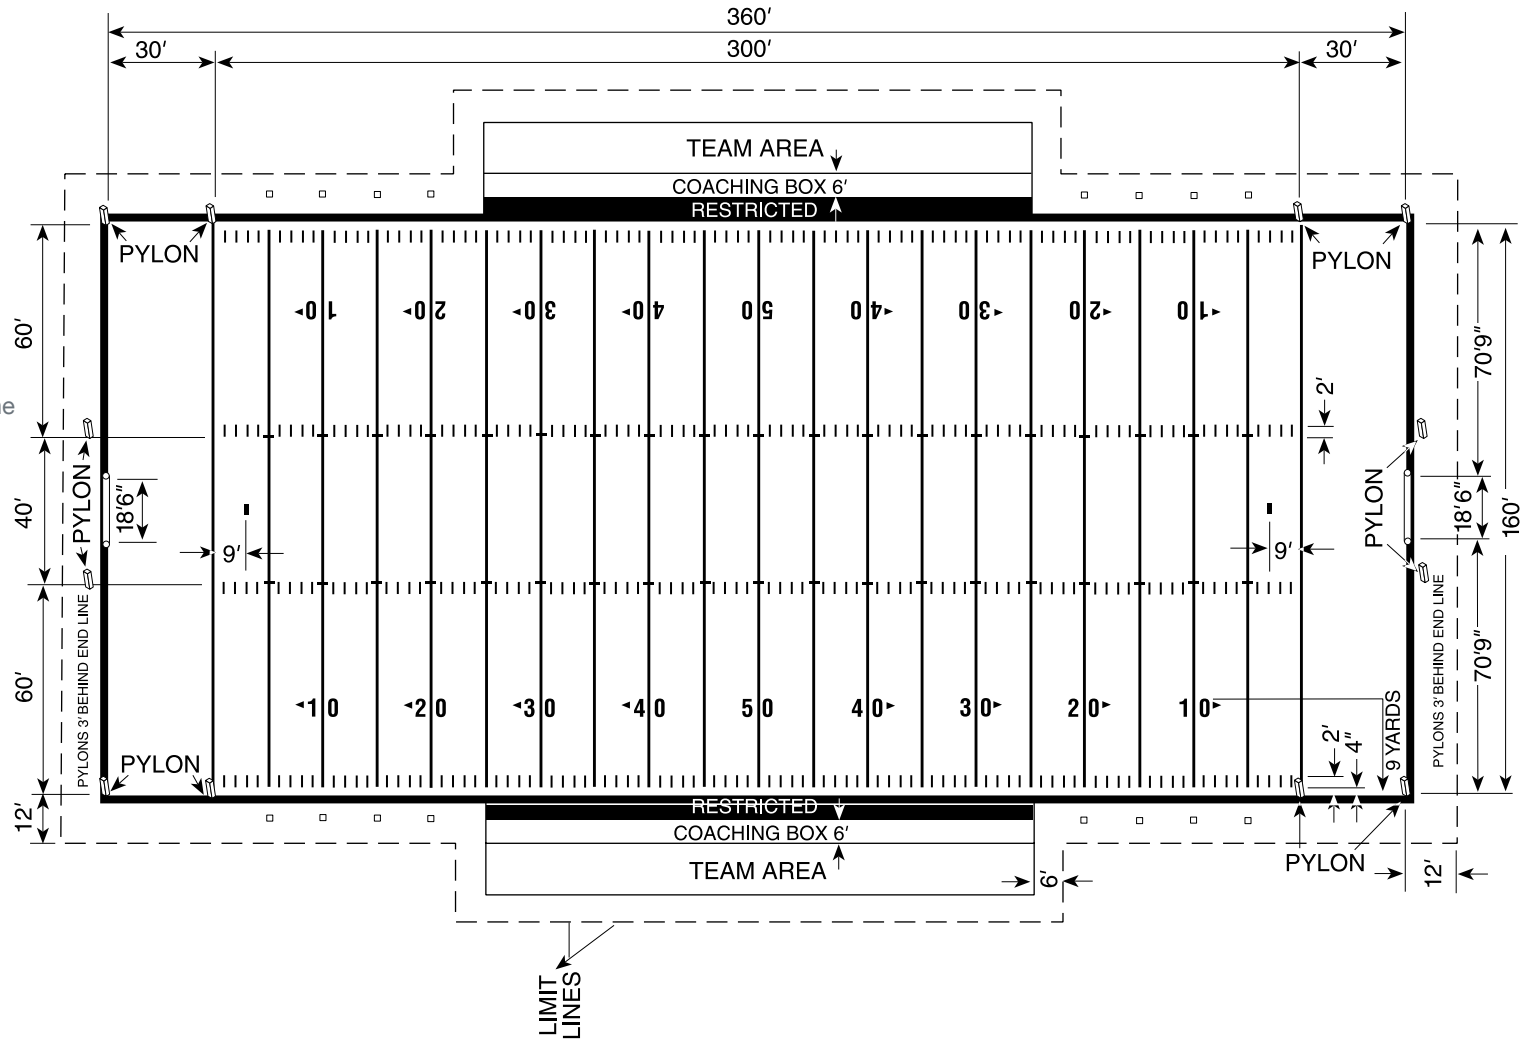 360′
30′ 300′ 30′
TEAM AREA
COACHING BOX 6′
RESTRICTED
PYLON PYLON
10 20 30 40 50 40 30 20 10
60′
70′9″
2′
ne
PYLON
PYLON
40′
18′6″
18′6″
160′
9′ 9′
PYLONS 3′ BEHIND END LINE
PYLONS 3′ BEHIND END LINE
60′
70′9″
10 20 30 40 50 40 30 20 10
9 YARDS
2′
4″
PYLON
12′
RESTRICTED
COACHING BOX 6′
TEAM AREA
PYLON
6′
12′
LIMIT
LINES